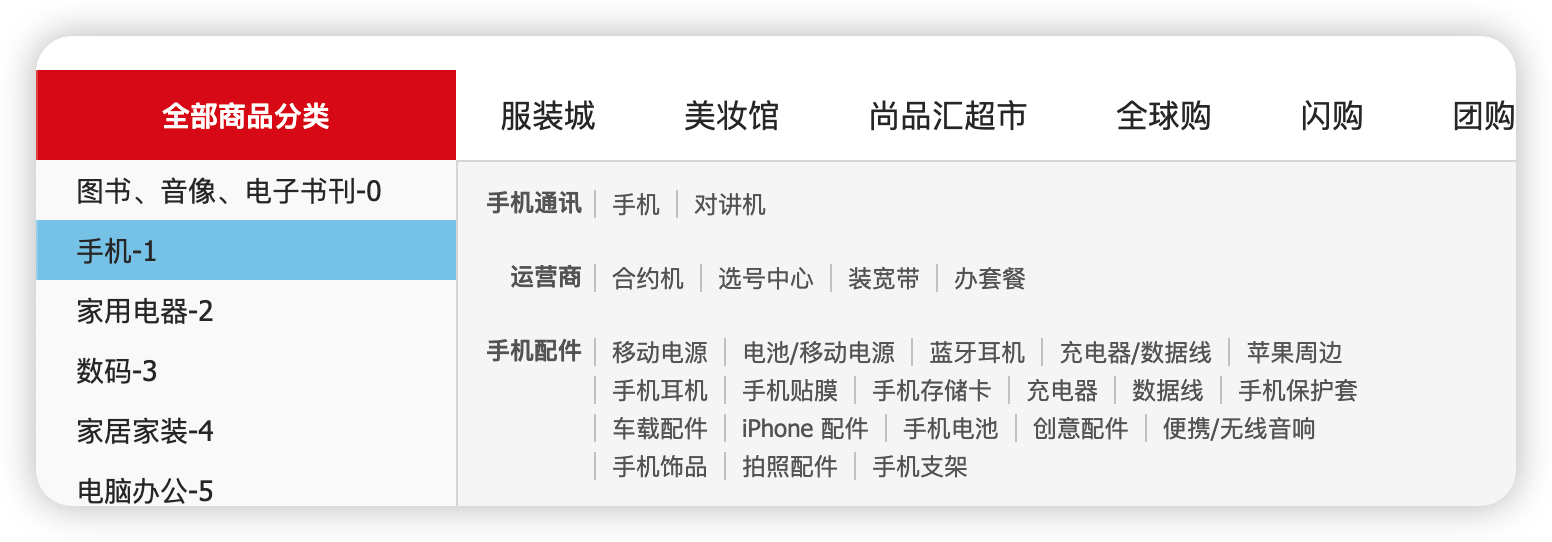 全部商品分类 服装城 美妆馆 尚品汇超市 全球购 闪购 团购
图书、音像、电子书刊-0
手机-1
家用电器-2
数码-3
家居家装-4
电脑办公-5
手机通讯 手机 对讲机
运营商 合约机 选号中心 装宽带 办套餐
手机配件 移动电源 电池/移动电源 蓝牙耳机 充电器/数据线 苹果周边
手机耳机 手机贴膜 手机存储卡 充电器 数据线 手机保护套
车载配件 iPhone 配件 手机电池 创意配件 便携/无线音响
手机饰品 拍照配件 手机支架